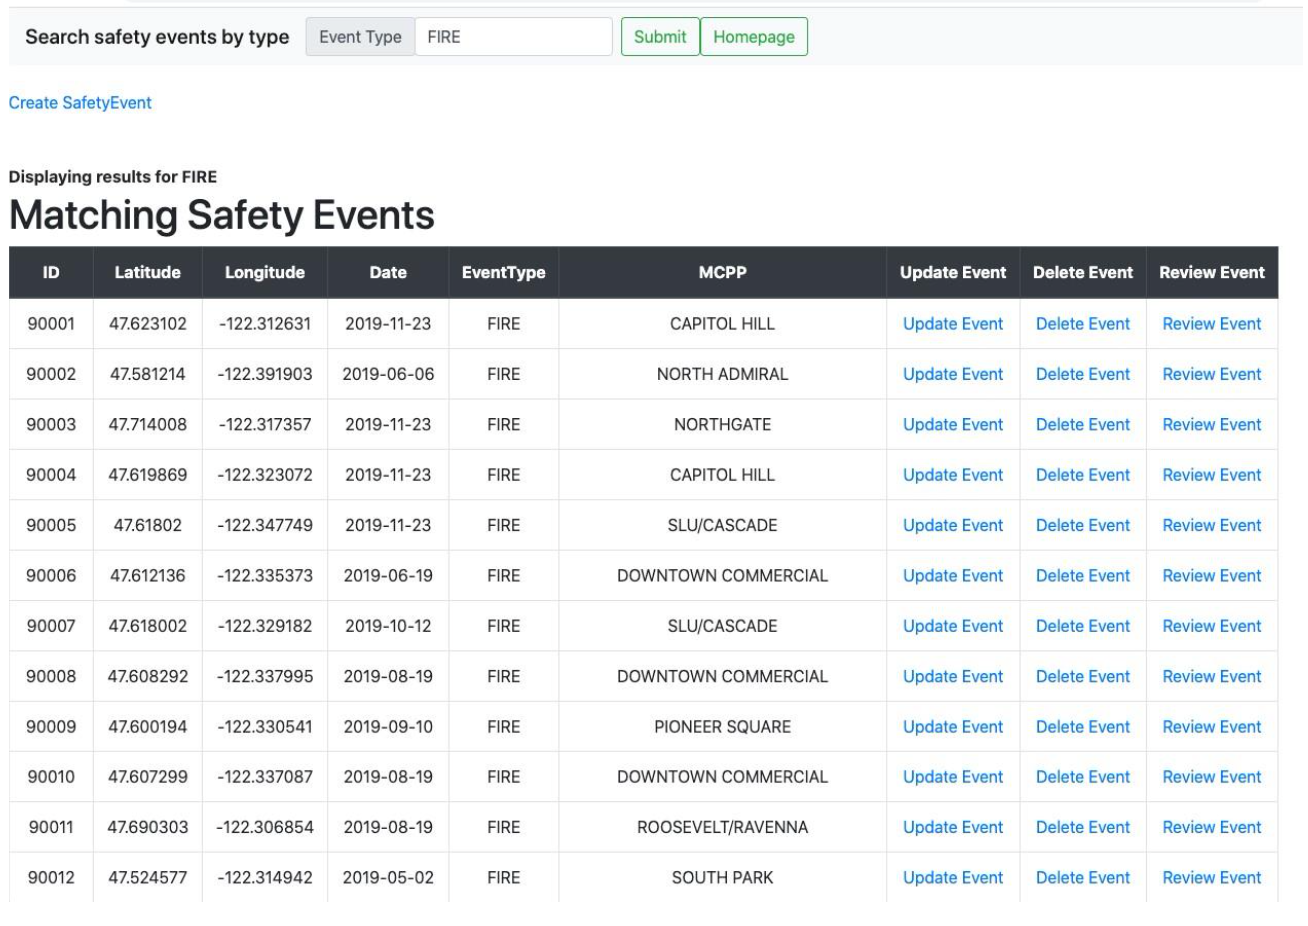 Search safety events by type Event Type FIRE Submit Homepage
Create SafetyEvent
Displaying results for FIRE
Matching Safety Events
ID Latitude Longitude Date EventType MCPP Update Event Delete Event Review Event
90001 47.623102 -122.312631 2019-11-23 FIRE CAPITOL HILL Update Event Delete Event Review Event
90002 47.581214 -122.391903 2019-06-06 FIRE NORTH ADMIRAL Update Event Delete Event Review Event
90003 47.714008 -122.317357 2019-11-23 FIRE NORTHGATE Update Event Delete Event Review Event
90004 47.619869 -122.323072 2019-11-23 FIRE CAPITOL HILL Update Event Delete Event Review Event
90005 47.61802 -122.347749 2019-11-23 FIRE SLU/CASCADE Update Event Delete Event Review Event
90006 47.612136 -122.335373 2019-06-19 FIRE DOWNTOWN COMMERCIAL Update Event Delete Event Review Event
90007 47.618002 -122.329182 2019-10-12 FIRE SLU/CASCADE Update Event Delete Event Review Event
90008 47.608292 -122.337995 2019-08-19 FIRE DOWNTOWN COMMERCIAL Update Event Delete Event Review Event
90009 47.600194 -122.330541 2019-09-10 FIRE PIONEER SQUARE Update Event Delete Event Review Event
90010 47.607299 -122.337087 2019-08-19 FIRE DOWNTOWN COMMERCIAL Update Event Delete Event Review Event
90011 47.690303 -122.306854 2019-08-19 FIRE ROOSEVELT/RAVENNA Update Event Delete Event Review Event
90012 47.524577 -122.314942 2019-05-02 FIRE SOUTH PARK Update Event Delete Event Review Event